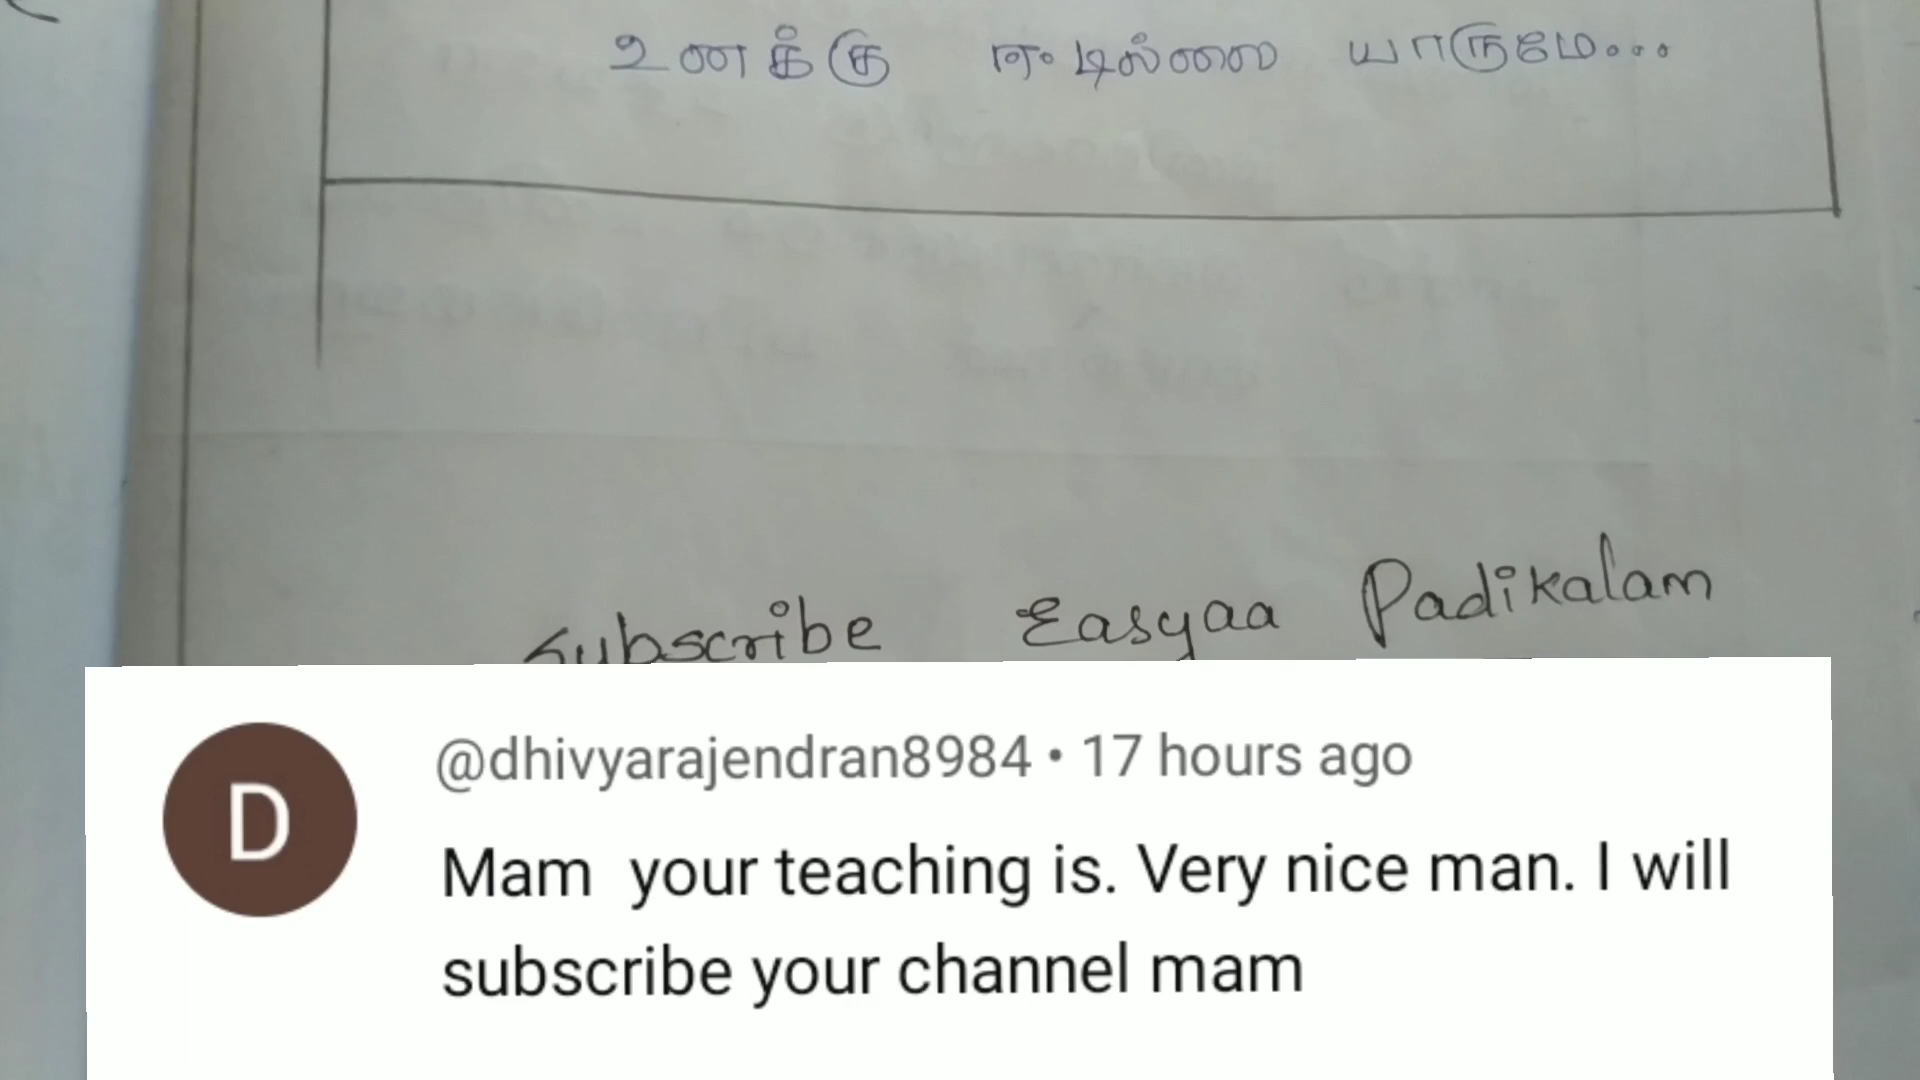 உனக்கு ஈடில்லை யாருமே...
Subscribe Easyaa Padikalam
D
@dhivyarajendran8984 • 17 hours ago
Mam your teaching is. Very nice man. I will
subscribe your channel mam